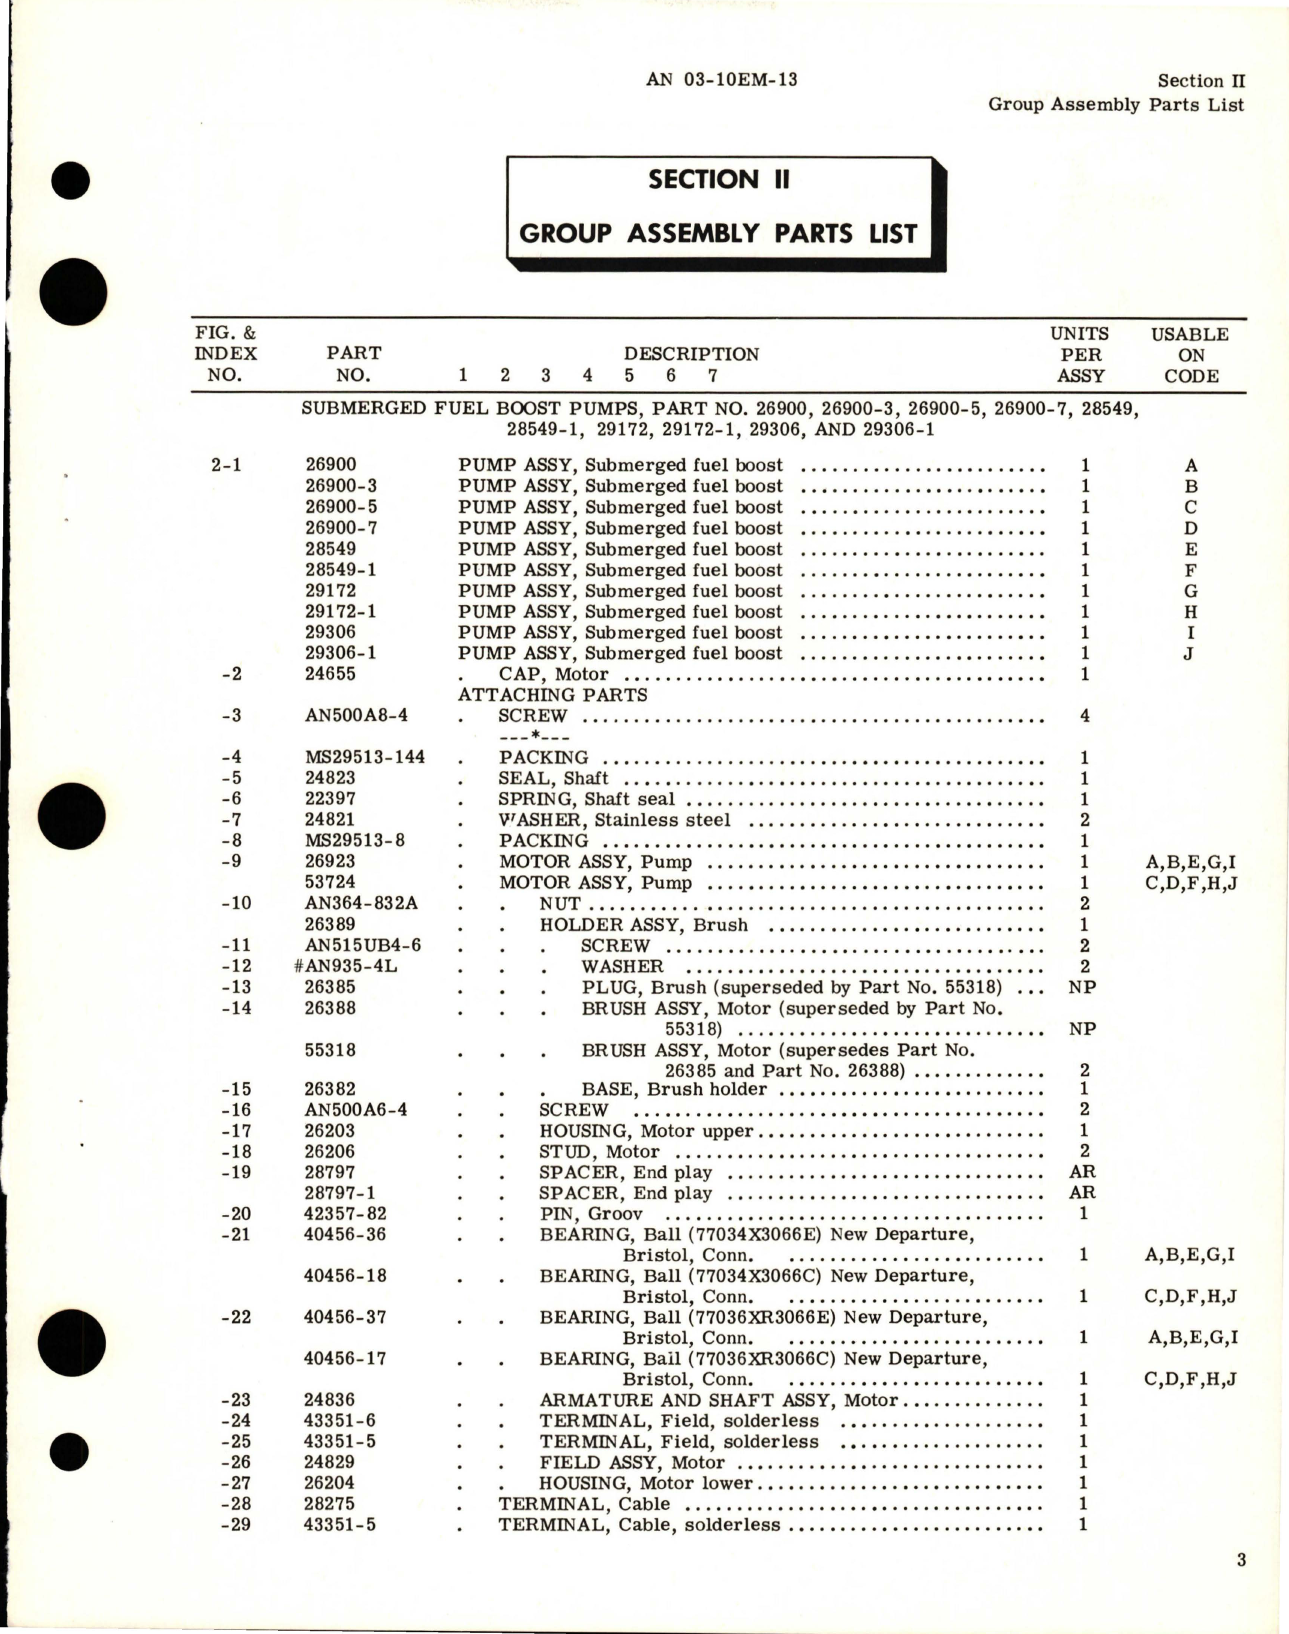 AN 03-10EM-13
Section II
Group Assembly Parts List
SECTION II
GROUP ASSEMBLY PARTS LIST
FIG. & INDEX NO. PART NO. DESCRIPTION 1 2 3 4 5 6 7 UNITS PER ASSY USABLE ON CODE
SUBMERGED FUEL BOOST PUMPS, PART NO. 26900, 26900-3, 26900-5, 26900-7, 28549,
28549-1, 29172, 29172-1, 29306, AND 29306-1
2-1 26900 PUMP ASSY, Submerged fuel boost ........................ 1 A
26900-3 PUMP ASSY, Submerged fuel boost ........................ 1 B
26900-5 PUMP ASSY, Submerged fuel boost ........................ 1 C
26900-7 PUMP ASSY, Submerged fuel boost ........................ 1 D
28549 PUMP ASSY, Submerged fuel boost ........................ 1 E
28549-1 PUMP ASSY, Submerged fuel boost ........................ 1 F
29172 PUMP ASSY, Submerged fuel boost ........................ 1 G
29172-1 PUMP ASSY, Submerged fuel boost ........................ 1 H
29306 PUMP ASSY, Submerged fuel boost ........................ 1 I
29306-1 PUMP ASSY, Submerged fuel boost ........................ 1 J
-2 24655 . CAP, Motor ......................................... 1
ATTACHING PARTS
-3 AN500A8-4 . SCREW ............................................. 4
---*---
-4 MS29513-144 . PACKING ........................................... 1
-5 24823 . SEAL, Shaft ......................................... 1
-6 22397 . SPRING, Shaft seal ................................... 1
-7 24821 . WASHER, Stainless steel ............................. 2
-8 MS29513-8 . PACKING ........................................... 1
-9 26923 . MOTOR ASSY, Pump ................................. 1 A,B,E,G,I
53724 . MOTOR ASSY, Pump ................................. 1 C,D,F,H,J
-10 AN364-832A . . NUT ............................................ 2
26389 . . HOLDER ASSY, Brush ........................... 1
-11 AN515UB4-6 . . . SCREW ..................................... 2
-12 #AN935-4L . . . WASHER ................................... 2
-13 26385 . . . PLUG, Brush (superseded by Part No. 55318) ... NP
-14 26388 . . . BRUSH ASSY, Motor (superseded by Part No.
55318) .............................. NP
55318 . . . BRUSH ASSY, Motor (supersedes Part No.
26385 and Part No. 26388) ............. 2
-15 26382 . . . BASE, Brush holder .......................... 1
-16 AN500A6-4 . . SCREW ........................................ 2
-17 26203 . . HOUSING, Motor upper............................ 1
-18 26206 . . STUD, Motor .................................... 2
-19 28797 . . SPACER, End play ............................... AR
28797-1 . . SPACER, End play ............................... AR
-20 42357-82 . . PIN, Groov ..................................... 1
-21 40456-36 . . BEARING, Ball (77034X3066E) New Departure,
Bristol, Conn. ......................... 1 A,B,E,G,I
40456-18 . . BEARING, Ball (77034X3066C) New Departure,
Bristol, Conn. ......................... 1 C,D,F,H,J
-22 40456-37 . . BEARING, Ball (77036XR3066E) New Departure,
Bristol, Conn. ......................... 1 A,B,E,G,I
40456-17 . . BEARING, Ball (77036XR3066C) New Departure,
Bristol, Conn. ......................... 1 C,D,F,H,J
-23 24836 . . ARMATURE AND SHAFT ASSY, Motor.............. 1
-24 43351-6 . . TERMINAL, Field, solderless .................... 1
-25 43351-5 . . TERMINAL, Field, solderless .................... 1
-26 24829 . . FIELD ASSY, Motor .............................. 1
-27 26204 . . HOUSING, Motor lower............................ 1
-28 28275 . TERMINAL, Cable ................................... 1
-29 43351-5 . TERMINAL, Cable, solderless ......................... 1
3